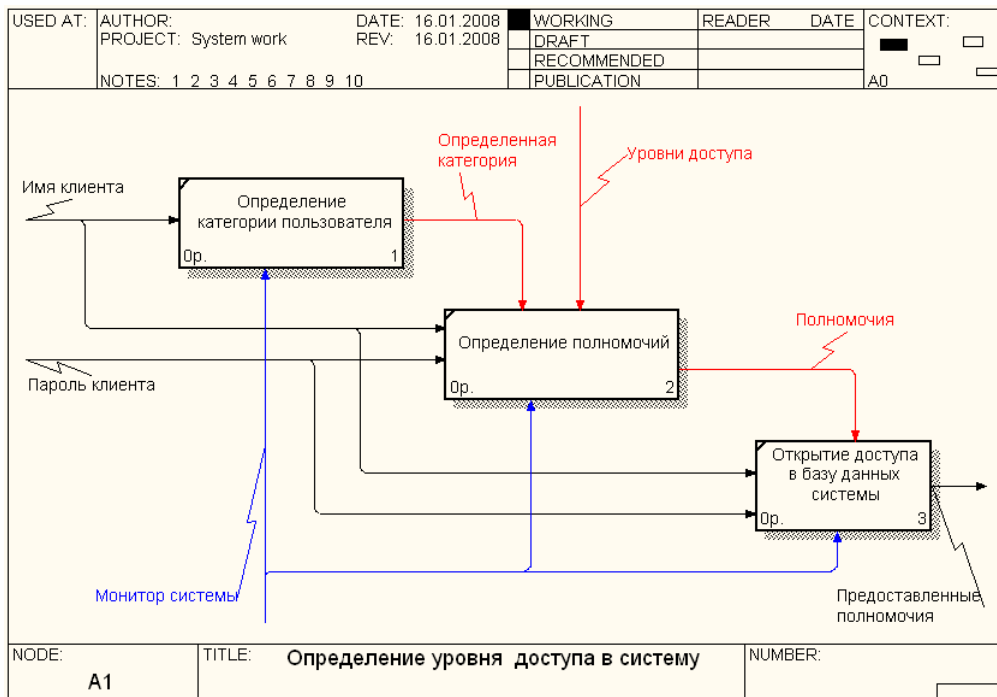 USED AT:
AUTHOR:
DATE: 16.01.2008
PROJECT: System work
REV: 16.01.2008
NOTES: 1 2 3 4 5 6 7 8 9 10
WORKING
DRAFT
RECOMMENDED
PUBLICATION
READER
DATE
CONTEXT:
A0
Определенная
категория
Уровни доступа
Имя клиента
Определение
категории пользователя
0р.
1
Определение полномочий
0р.
2
Полномочия
Пароль клиента
Открытие доступа
в базу данных
системы
0р.
3
Монитор системы
Предоставленные
полномочия
NODE:
A1
TITLE:
Определение уровня доступа в систему
NUMBER: